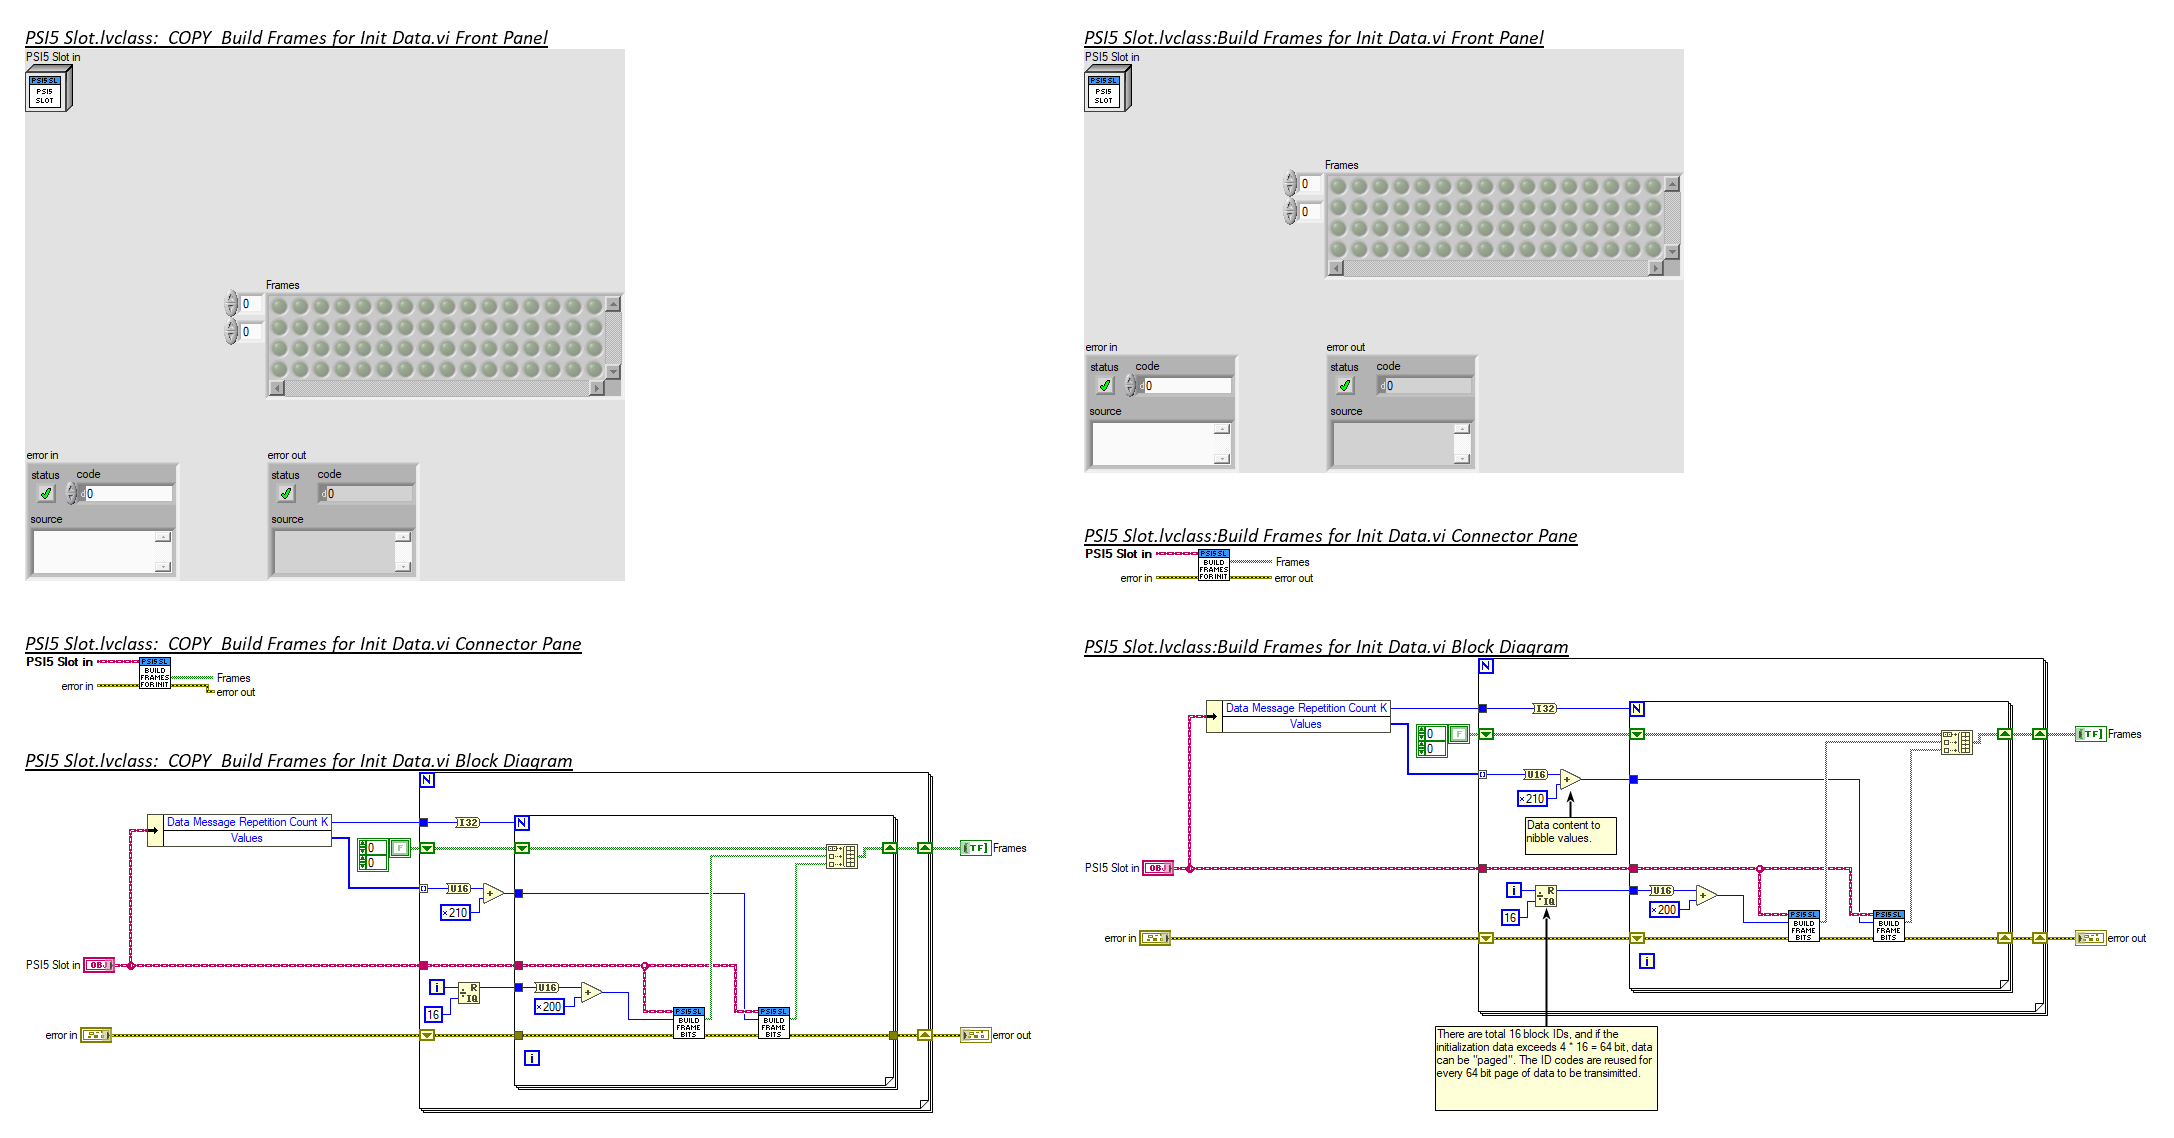 PSI5 Slot.lvclass:  COPY  Build Frames for Init Data.vi Front Panel
PSI5 Slot in
PSI5 SL
PSI5
SLOT
Frames
0
0
error in
status
code
d
0
source
error out
status
code
d
0
source
PSI5 Slot.lvclass:  COPY  Build Frames for Init Data.vi Connector Pane
PSI5 Slot in
error in
PSI5 SL
BUILD
FRAMES
FOR INIT
Frames
error out
PSI5 Slot.lvclass:  COPY  Build Frames for Init Data.vi Block Diagram
N
Data Message Repetition Count K
Values
I32
N
0
0
F
[TF]
Frames
U16
+
x210
PSI5 Slot in
OBJ
i
16
R
IQ
U16
+
x200
PSI5 SL
BUILD
FRAME
BITS
PSI5 SL
BUILD
FRAME
BITS
error in
error out
i
PSI5 Slot.lvclass:Build Frames for Init Data.vi Front Panel
PSI5 Slot in
PSI5 SL
PSI5
SLOT
Frames
0
0
error in
status
code
d
0
source
error out
status
code
d
0
source
PSI5 Slot.lvclass:Build Frames for Init Data.vi Connector Pane
PSI5 Slot in
error in
PSI5 SL
BUILD
FRAMES
FOR INIT
Frames
error out
PSI5 Slot.lvclass:Build Frames for Init Data.vi Block Diagram
N
Data Message Repetition Count K
Values
I32
N
0
0
F
[TF]
Frames
U16
+
x210
Data content to
nibble values.
PSI5 Slot in
OBJ
i
16
R
IQ
U16
+
x200
PSI5 SL
BUILD
FRAME
BITS
PSI5 SL
BUILD
FRAME
BITS
error in
error out
i
There are total 16 block IDs, and if the
initialization data exceeds 4 * 16 = 64 bit, data
can be "paged". The ID codes are reused for
every 64 bit page of data to be transimitted.